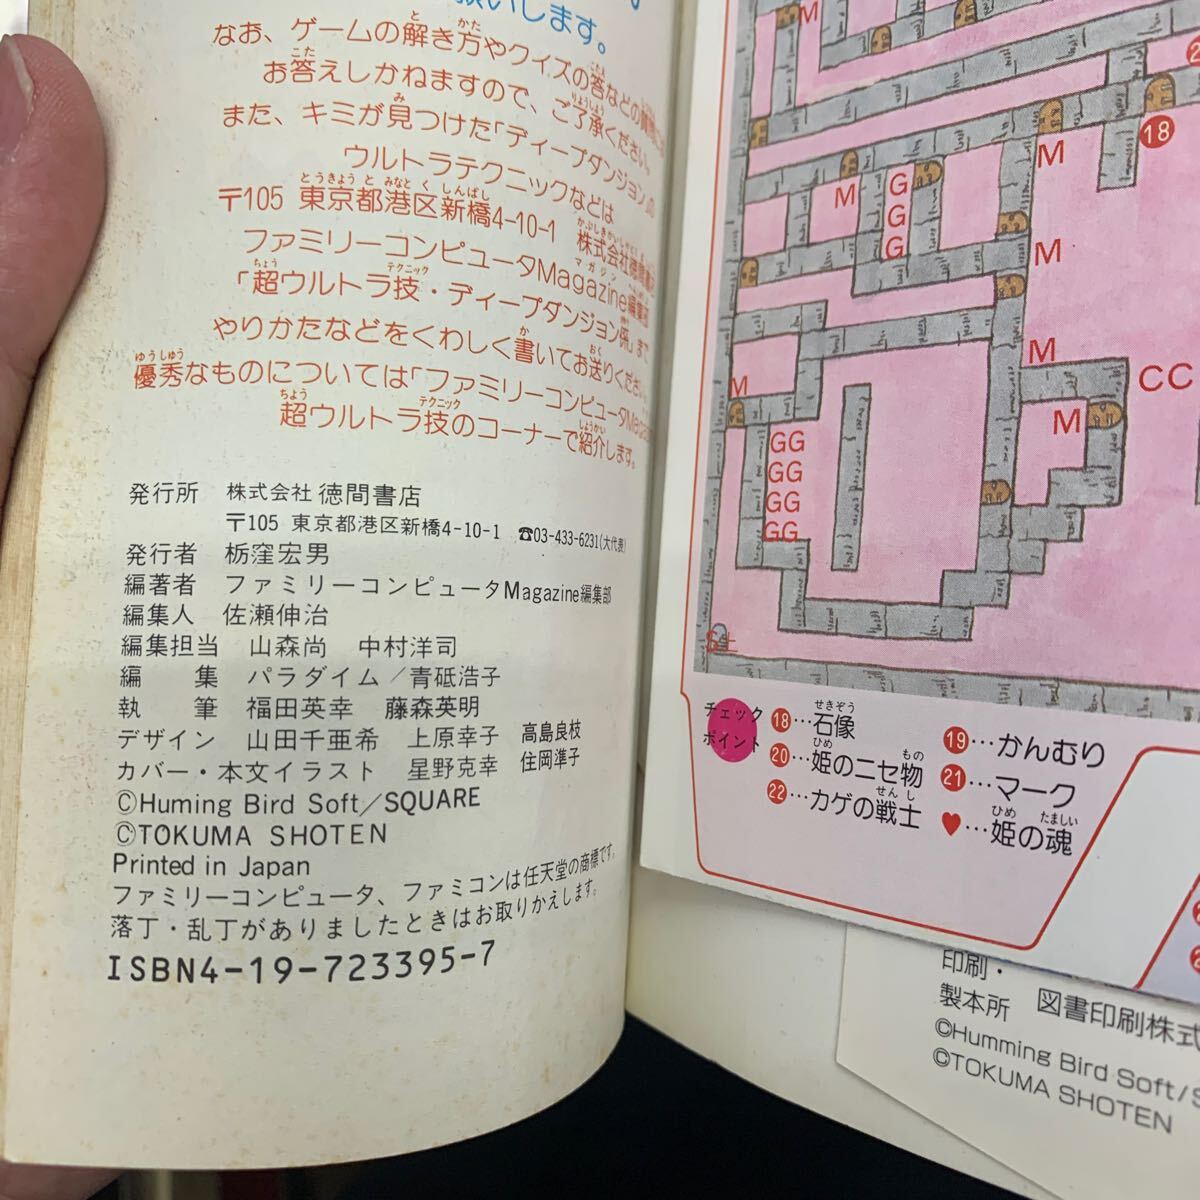 扱いします。
なお、ゲームの解き方やクイズの答などの
お答えしかねますので、ご了承ください。
また、キミが見つけた「ディープダンジョン」の
ウルトラテクニックなどは
〒105 東京都港区新橋4-10-1 株式会社徳間
ファミリーコンピュータMagazine編集部
「超ウルトラ技・ディープダンジョン係」まで
やりかたなどをくわしく書いてお送りください。
優秀なものについては「ファミリーコンピュータMaga
超ウルトラ技のコーナーで紹介します。
発行所 株式会社 徳間書店
〒105 東京都港区新橋4-10-1 ☎03-433-6231(大代表)
発行者 栃窪宏男
編著者 ファミリーコンピュータMagazine編集部
編集人 佐瀬伸治
編集担当 山森尚 中村洋司
編 集 パラダイム/青砥浩子
執 筆 福田英幸 藤森英明
デザイン 山田千亜希 上原幸子 高島良枝
カバー・本文イラスト 星野克幸 住岡準子
©Huming Bird Soft/SQUARE
©TOKUMA SHOTEN
Printed in Japan
ファミリーコンピュータ、ファミコンは任天堂の商標です。
落丁・乱丁がありましたときはお取りかえします。
ISBN4-19-723395-7
M
18
M
M
G
G
G
M
M
M
CC
M
GG
GG
GG
GG
チェック
ポイント
18…石像
19…かんむり
20…姫のニセ物
21…マーク
22…カゲの戦士
♥…姫の魂
印刷・
製本所 図書印刷株式
©Humming Bird Soft/S
©TOKUMA SHOTEN